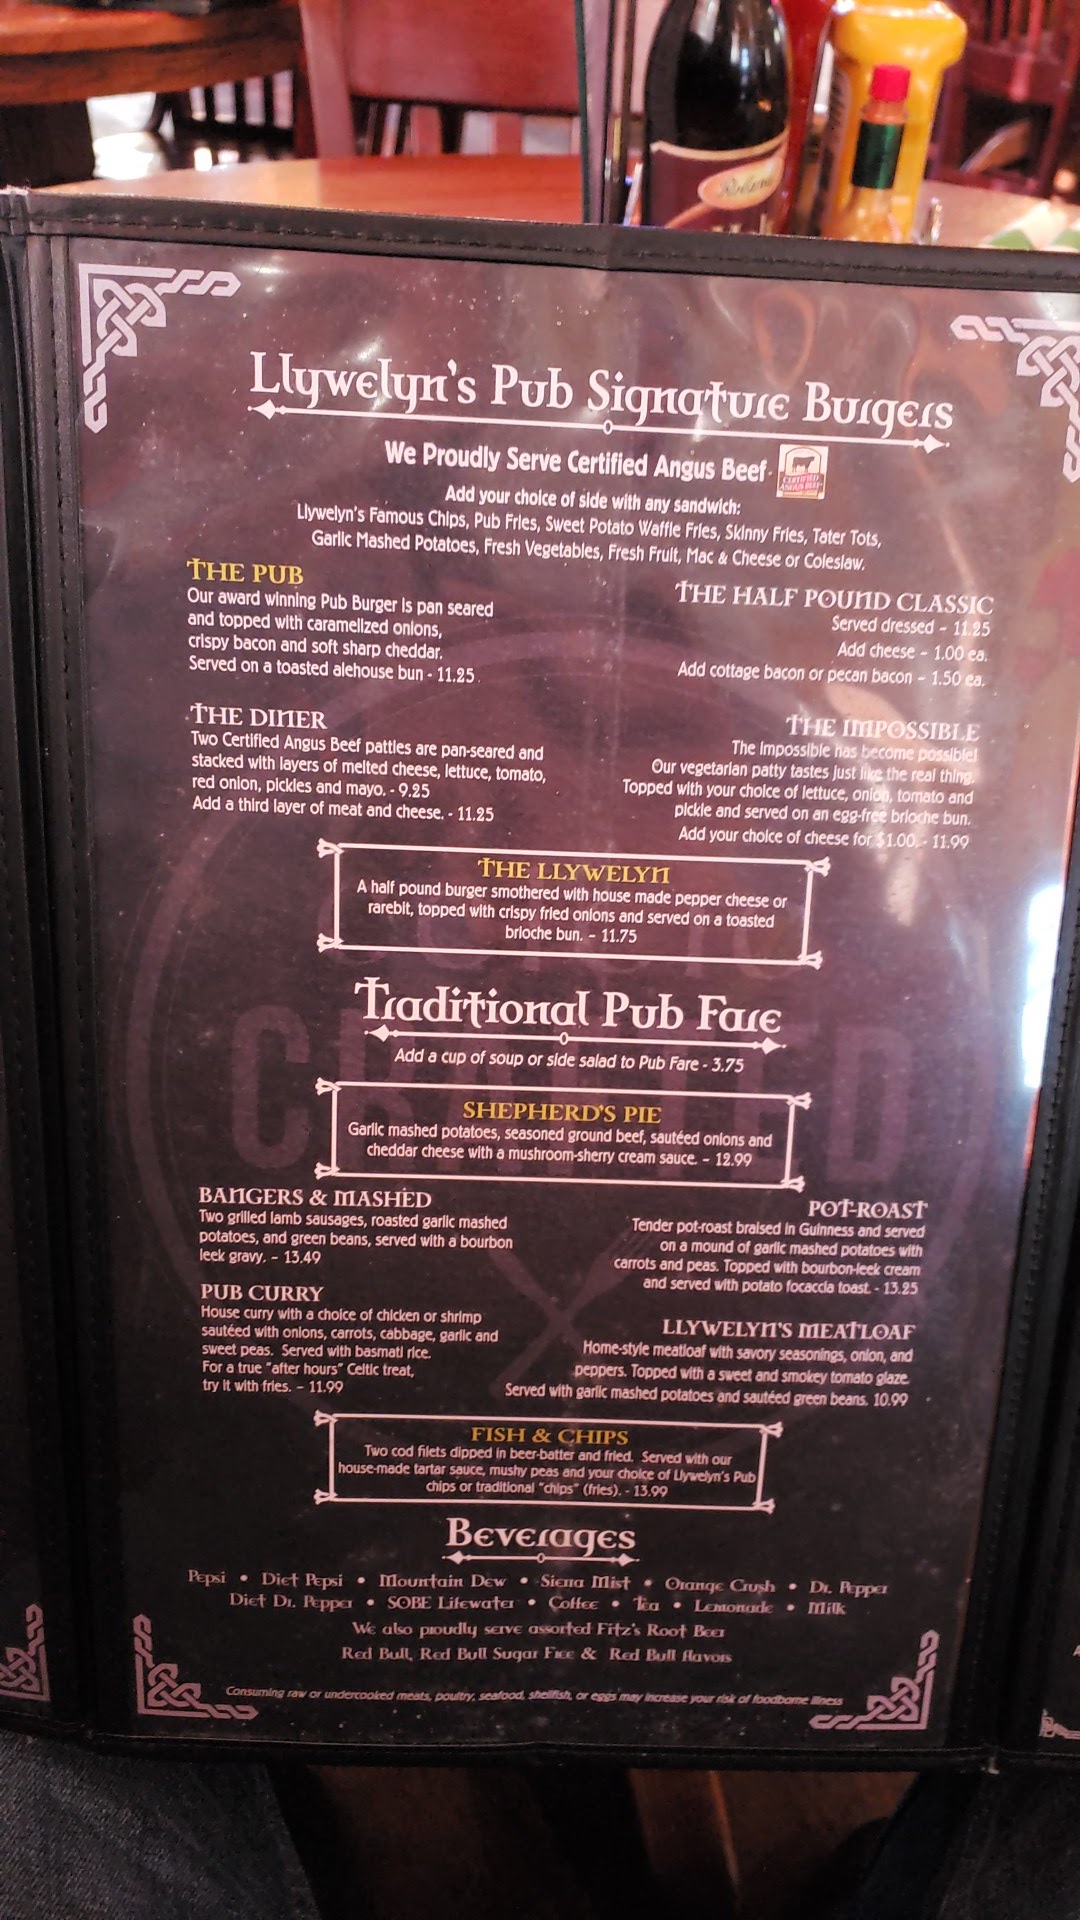 Llywelyn's Pub Signature Burgers
We Proudly Serve Certified Angus Beef
CERTIFIED
ANGUS BEEF
Add your choice of side with any sandwich:
Llywelyn's Famous Chips, Pub Fries, Sweet Potato Waffle Fries, Skinny Fries, Tater Tots,
Garlic Mashed Potatoes, Fresh Vegetables, Fresh Fruit, Mac & Cheese or Coleslaw.
THE PUB
Our award winning Pub Burger is pan seared
and topped with caramelized onions,
crispy bacon and soft sharp cheddar.
Served on a toasted alehouse bun - 11.25
THE HALF POUND CLASSIC
Served dressed - 11.25
Add cheese - 1.00 ea.
Add cottage bacon or pecan bacon - 1.50 ea.
THE DINER
Two Certified Angus Beef patties are pan-seared and
stacked with layers of melted cheese, lettuce, tomato,
red onion, pickles and mayo. - 9.25
Add a third layer of meat and cheese. - 11.25
THE IMPOSSIBLE
The Impossible has become possible!
Our vegetarian patty tastes just like the real thing.
Topped with your choice of lettuce, onion, tomato and
pickle and served on an egg-free brioche bun.
Add your choice of cheese for $1.00. - 11.99
THE LLYWELYN
A half pound burger smothered with house made pepper cheese or
rarebit, topped with crispy fried onions and served on a toasted
brioche bun. - 11.75
Traditional Pub Fare
Add a cup of soup or side salad to Pub Fare - 3.75
CRAFTED
SHEPHERD'S PIE
Garlic mashed potatoes, seasoned ground beef, sautéed onions and
cheddar cheese with a mushroom-sherry cream sauce. - 12.99
BANGERS & MASHED
Two grilled lamb sausages, roasted garlic mashed
potatoes, and green beans, served with a bourbon
leek gravy. - 13.49
POT-ROAST
Tender pot-roast braised in Guinness and served
on a mound of garlic mashed potatoes with
carrots and peas. Topped with bourbon-leek cream
and served with potato focaccia toast. - 13.25
PUB CURRY
House curry with a choice of chicken or shrimp
sautéed with onions, carrots, cabbage, garlic and
sweet peas. Served with basmati rice.
For a true "after hours" Celtic treat,
try it with fries. - 11.99
LLYWELYN'S MEATLOAF
Home-style meatloaf with savory seasonings, onion, and
peppers. Topped with a sweet and smokey tomato glaze.
Served with garlic mashed potatoes and sautéed green beans. 10.99
FISH & CHIPS
Two cod filets dipped in beer-batter and fried. Served with our
house-made tartar sauce, mushy peas and your choice of Llywelyn's Pub
chips or traditional "chips" (fries). - 13.99
Beverages
Pepsi • Diet Pepsi • Mountain Dew • Sierra Mist • Orange Crush • Dr. Pepper
Diet Dr. Pepper • SOBE Lifewater • Coffee • Tea • Lemonade • Milk
We also proudly serve assorted Fitz's Root Beer
Red Bull, Red Bull Sugar Free & Red Bull flavors
Consuming raw or undercooked meats, poultry, seafood, shellfish, or eggs may increase your risk of foodborne illness